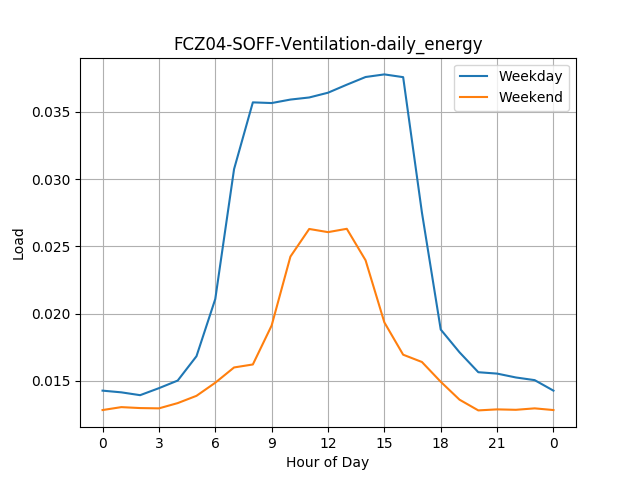 FCZ04-SOFF-Ventilation-daily_energy
Weekday
Weekend
0.035
0.030
0.025
0.020
0.015
Load
0 3 6 9 12 15 18 21 0
Hour of Day